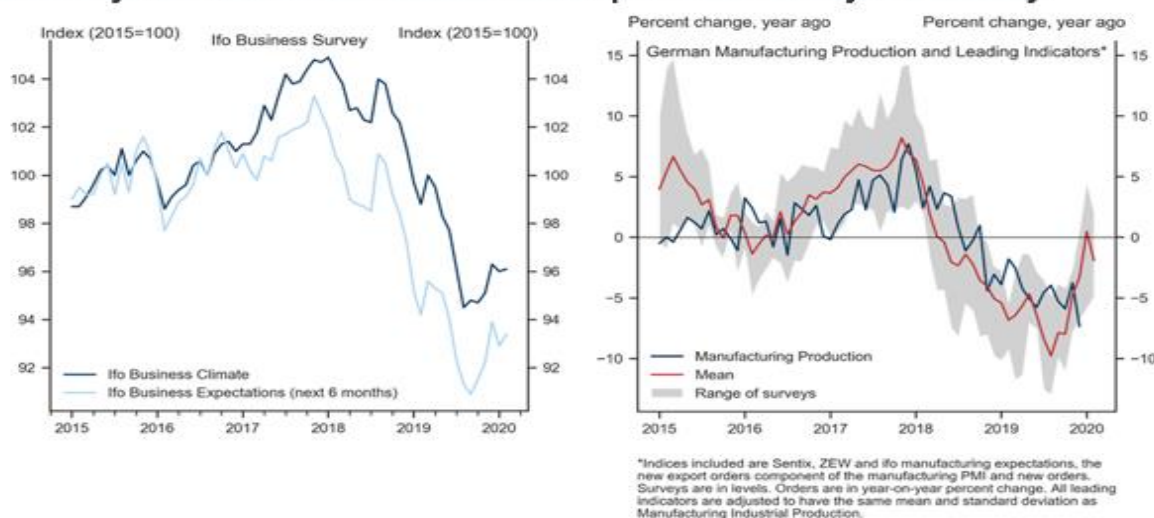 Index (2015=100)
Ifo Business Survey
Index (2015=100)
104
102
100
98
96
94
92
104
102
100
98
96
94
92
Ifo Business Climate
Ifo Business Expectations (next 6 months)
2015 2016 2017 2018 2019 2020
Percent change, year ago
Percent change, year ago
German Manufacturing Production and Leading Indicators*
15
10
5
0
−5
−10
15
10
5
0
−5
−10
Manufacturing Production
Mean
Range of surveys
2015 2016 2017 2018 2019 2020
*Indices included are Sentix, ZEW and ifo manufacturing expectations, the
new export orders component of the manufacturing PMI and new orders.
Surveys are in levels. Orders are in year-on-year percent change. All leading
indicators are adjusted to have the same mean and standard deviation as
Manufacturing Industrial Production.